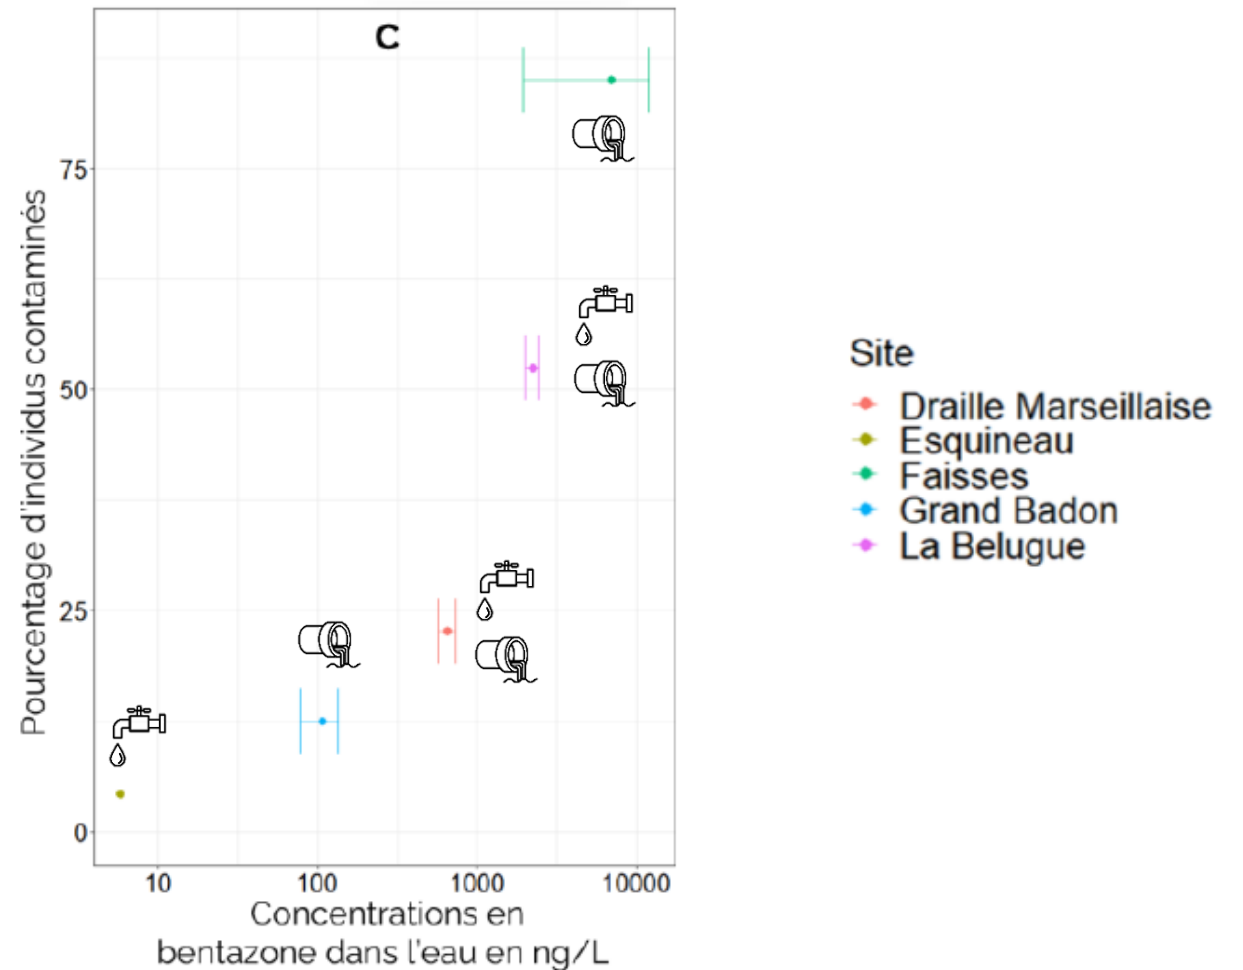 C
Pourcentage d'individus contaminés
75
50
25
0
10 100 1000 10000
Concentrations en
bentazone dans l'eau en ng/L
Site
Draille Marseillaise
Esquineau
Faisses
Grand Badon
La Belugue